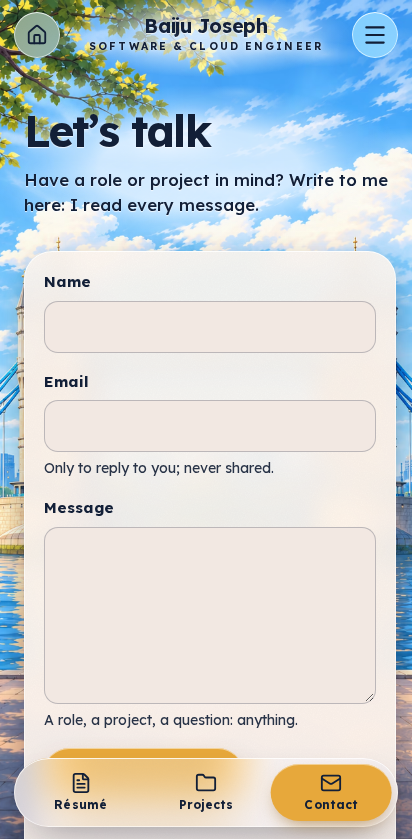 Baiju Joseph
SOFTWARE & CLOUD ENGINEER
Let’s talk
Have a role or project in mind? Write to me
here: I read every message.
Name
Email
Only to reply to you; never shared.
Message
A role, a project, a question: anything.
Résumé
Projects
Contact